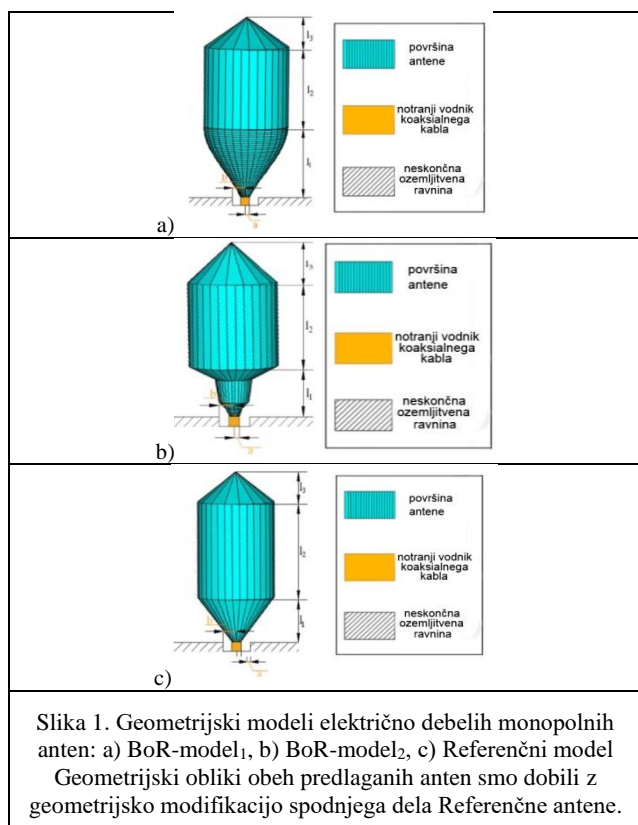 l₃
l₂
l₁
b
a
a)
površina
antene
notranji vodnik
koaksialnega
kabla
neskončna
ozemljitvena
ravnina
l₃
l₂
l₁
b
a
b)
površina
antene
notranji vodnik
koaksialnega
kabla
neskončna
ozemljitvena
ravnina
l₃
l₂
l₁
b
a
c)
površina
antene
notranji vodnik
koaksialnega
kabla
neskončna
ozemljitvena
ravnina
Slika 1. Geometrijski modeli električno debelih monopolnih
anten: a) BoR-model₁, b) BoR-model₂, c) Referenčni model
Geometrijski obliki obeh predlaganih anten smo dobili z
geometrijsko modifikacijo spodnjega dela Referenčne antene.